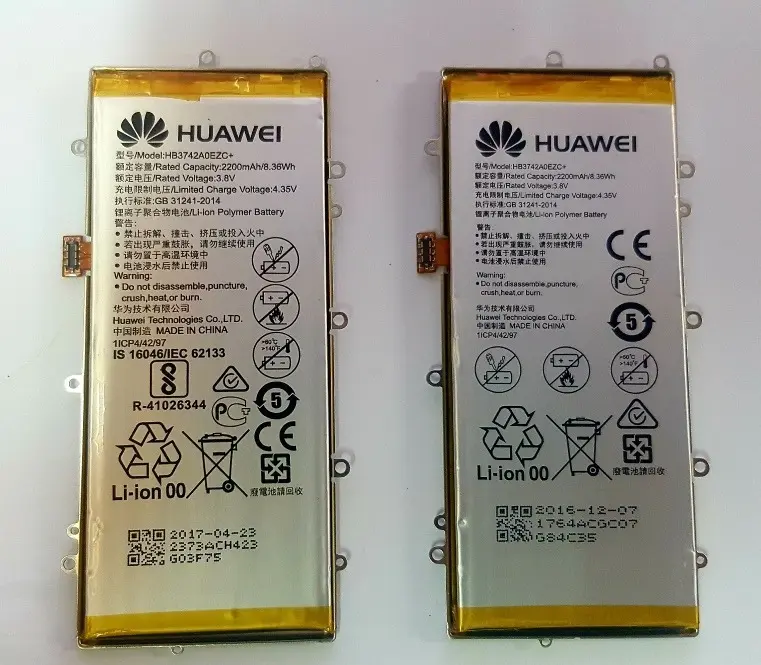 HUAWEI
型号/Model:HB3742A0EZC+
额定容量/Rated Capacity:2200mAh/8.36Wh
额定电压/Rated Voltage:3.8V
充电限制电压/Limited Charge Voltage:4.35V
执行标准:GB 31241-2014
锂离子聚合物电池/Li-ion Polymer Battery
警告:
• 禁止拆解、撞击、挤压或投入火中
• 若出现严重鼓胀，请勿继续使用
• 请勿置于高温环境中
• 电池浸水后禁止使用
Warning:
• Do not disassemble,puncture,
crush,heat,or burn.
华为技术有限公司
Huawei Technologies Co.,LTD.
中国制造 MADE IN CHINA
1ICP4/42/97
IS 16046/IEC 62133
>60°C
>140°F
R-41026344
5
CE
Li-ion 00
廢電池請回收
2017-04-23
2373ACH423
G03F75
HUAWEI
型号/Model:HB3742A0EZC+
额定容量/Rated Capacity:2200mAh/8.36Wh
额定电压/Rated Voltage:3.8V
充电限制电压/Limited Charge Voltage:4.35V
执行标准:GB 31241-2014
锂离子聚合物电池/Li-ion Polymer Battery
警告:
• 禁止拆解、撞击、挤压或投入火中
• 若出现严重鼓胀，请勿继续使用
• 请勿置于高温环境中
• 电池浸水后禁止使用
Warning:
• Do not disassemble,puncture,
crush,heat,or burn.
华为技术有限公司
Huawei Technologies Co.,LTD.
中国制造 MADE IN CHINA
1ICP4/42/97
CE
5
>60°C
>140°F
Li-ion 00
廢電池請回收
2016-12-07
1764ACGC07
G84C35